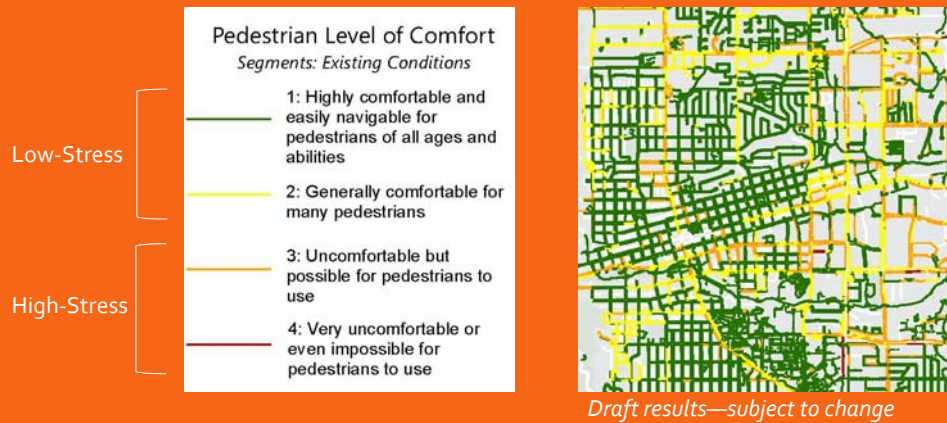 Pedestrian Level of Comfort
Segments: Existing Conditions
Low-Stress
1: Highly comfortable and
easily navigable for
pedestrians of all ages and
abilities
2: Generally comfortable for
many pedestrians
High-Stress
3: Uncomfortable but
possible for pedestrians to
use
4: Very uncomfortable or
even impossible for
pedestrians to use
Draft results—subject to change